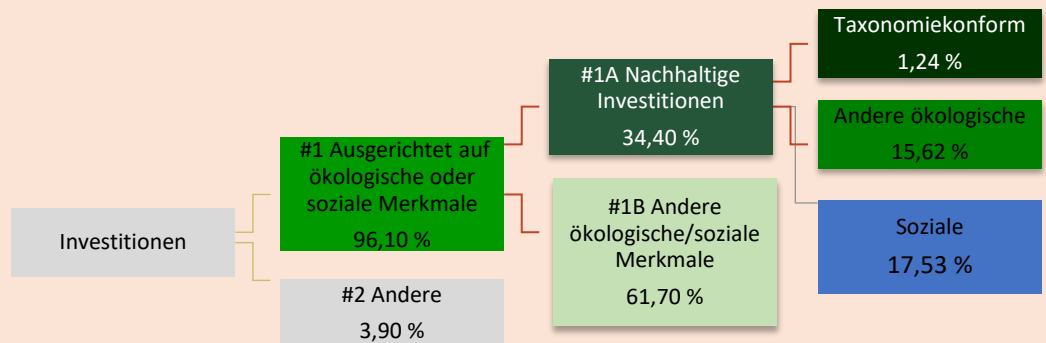 Investitionen
#1 Ausgerichtet auf
ökologische oder
soziale Merkmale
96,10 %
#2 Andere
3,90 %
#1A Nachhaltige
Investitionen
34,40 %
#1B Andere
ökologische/soziale
Merkmale
61,70 %
Taxonomiekonform
1,24 %
Andere ökologische
15,62 %
Soziale
17,53 %